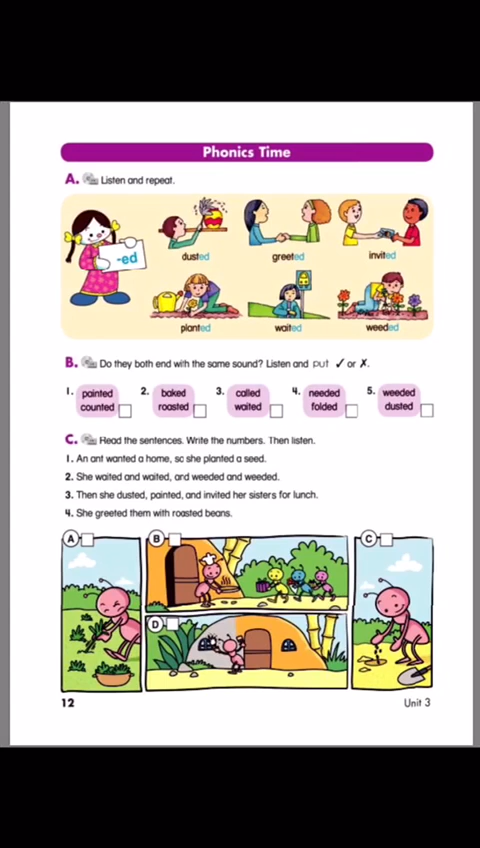 Phonics Time
A. Listen and repeat.
-ed
dusted greeted invited
planted waited weeded
B. Do they both end with the same sound? Listen and put ✓ or ✗.
1. painted counted
2. baked roasted
3. called waited
4. needed folded
5. weeded dusted
C. Read the sentences. Write the numbers. Then listen.
1. An ant wanted a home, so she planted a seed.
2. She waited and waited, and weeded and weeded.
3. Then she dusted, painted, and invited her sisters for lunch.
4. She greeted them with roasted beans.
A B C
D
12 Unit 3